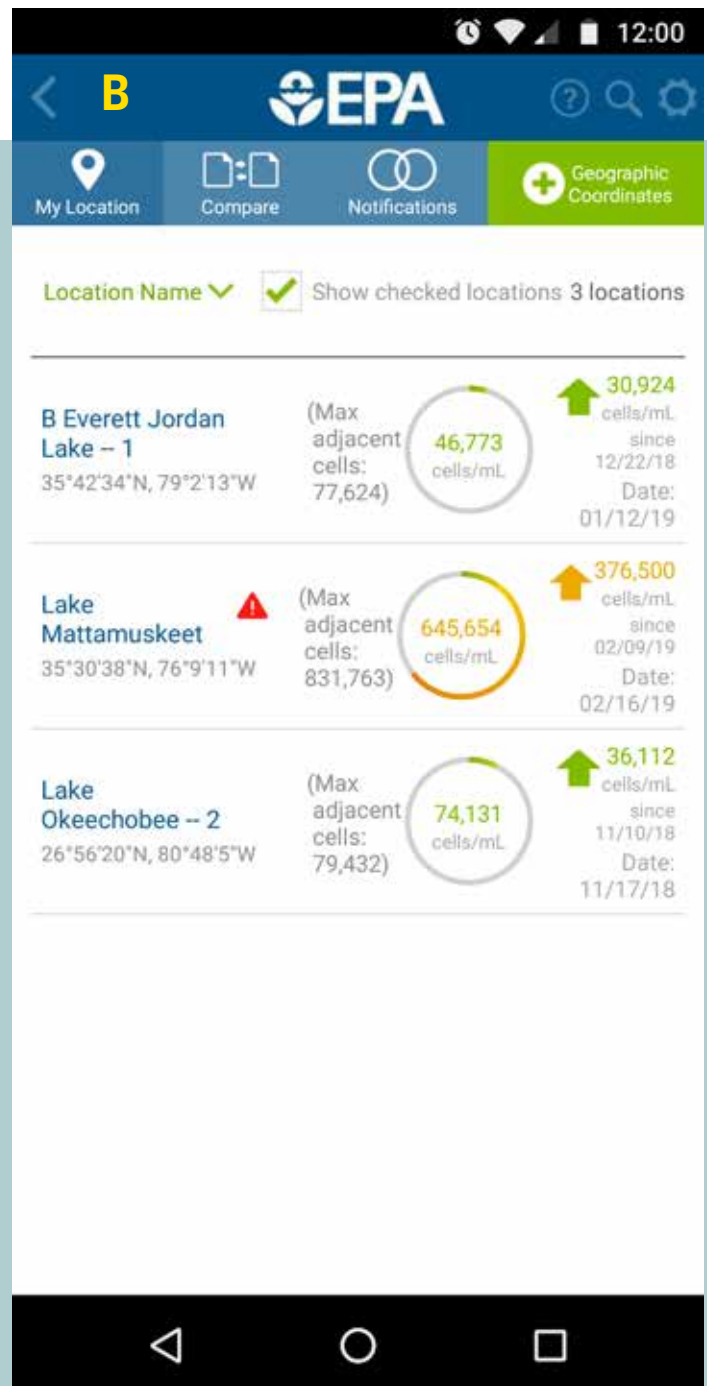 12:00
B
EPA
?
My Location
Compare
Notifications
Geographic
Coordinates
Location Name
Show checked locations 3 locations
B Everett Jordan
Lake -- 1
35°42'34"N, 79°2'13"W
(Max
adjacent
cells:
77,624)
46,773
cells/mL
30,924
cells/mL
since
12/22/18
Date:
01/12/19
Lake
Mattamuskeet
35°30'38"N, 76°9'11"W
(Max
adjacent
cells:
831,763)
645,654
cells/mL
376,500
cells/mL
since
02/09/19
Date:
02/16/19
Lake
Okeechobee -- 2
26°56'20"N, 80°48'5"W
(Max
adjacent
cells:
79,432)
74,131
cells/mL
36,112
cells/mL
since
11/10/18
Date:
11/17/18